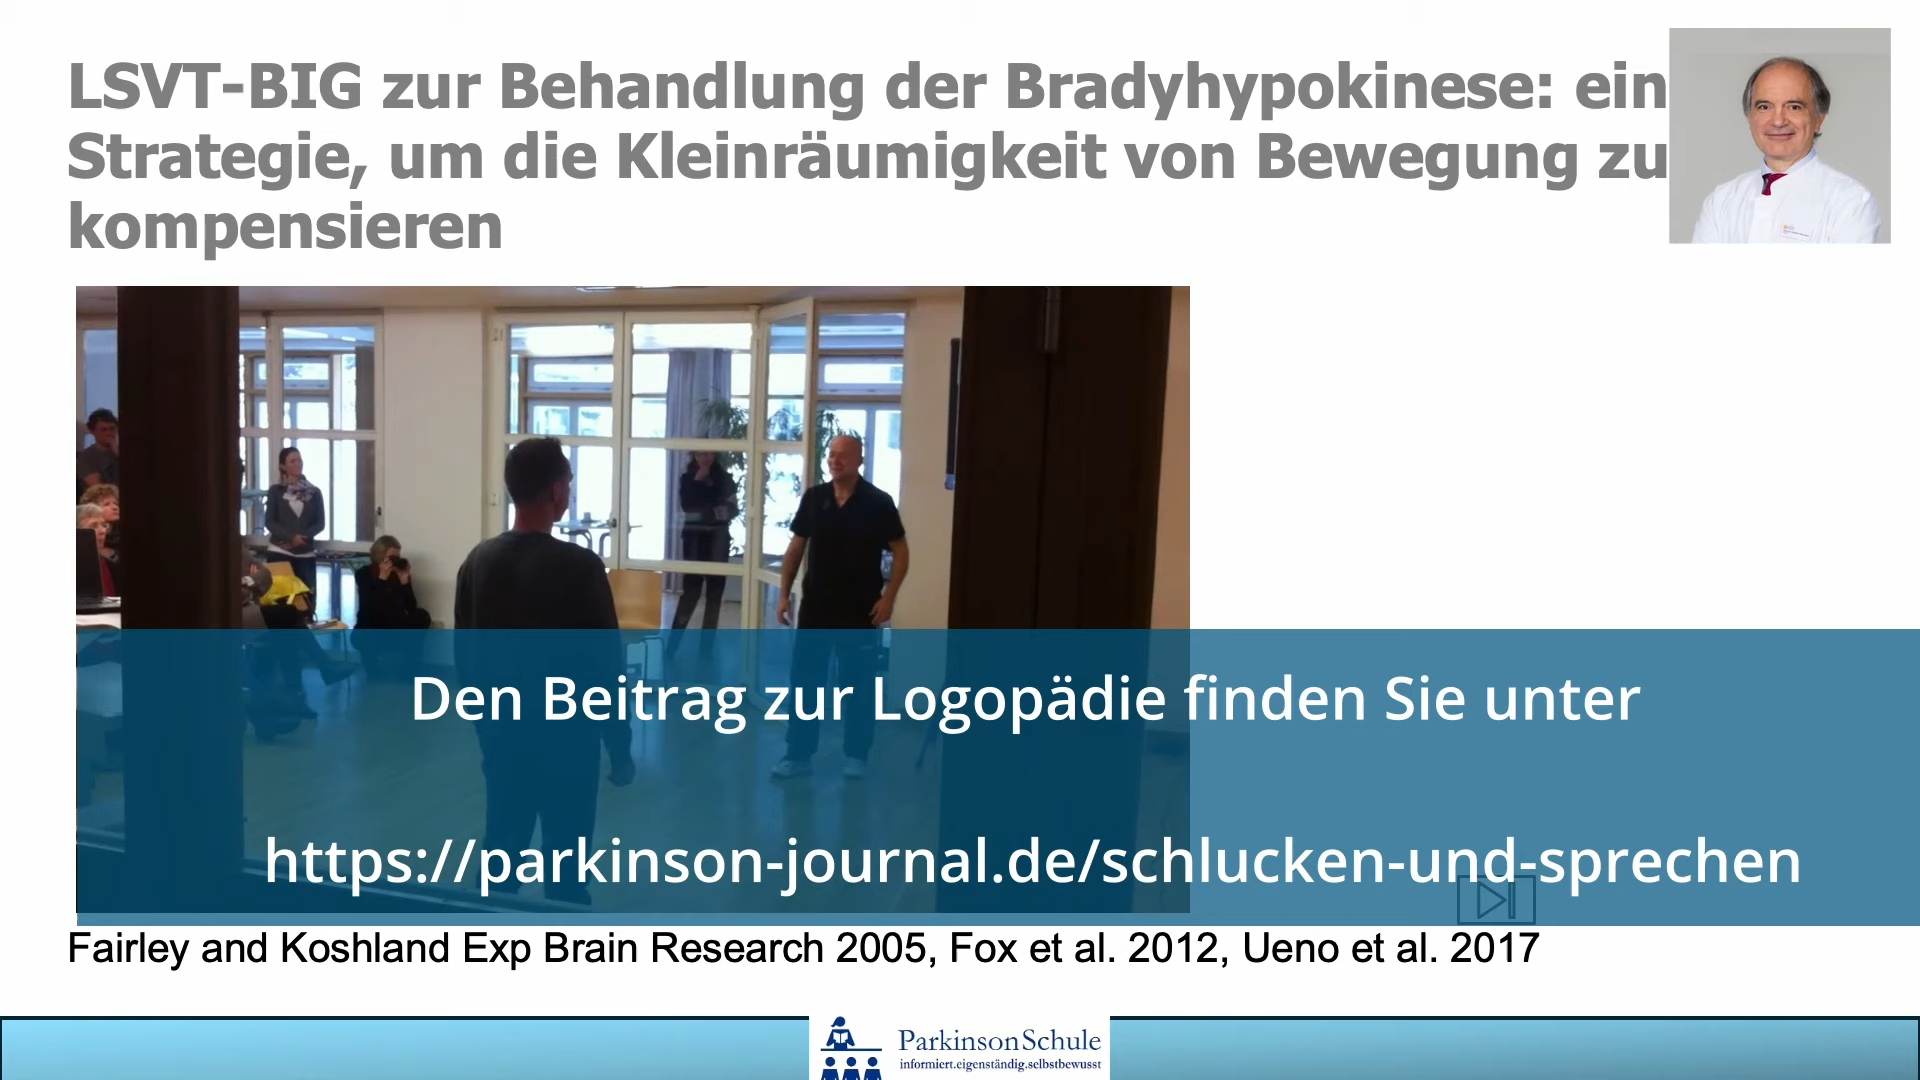 LSVT-BIG zur Behandlung der Bradyhypokinese: ein
Strategie, um die Kleinräumigkeit von Bewegung zu
kompensieren
Den Beitrag zur Logopädie finden Sie unter
https://parkinson-journal.de/schlucken-und-sprechen
Fairley and Koshland Exp Brain Research 2005, Fox et al. 2012, Ueno et al. 2017
ParkinsonSchule
informiert.eigenständig.selbstbewusst